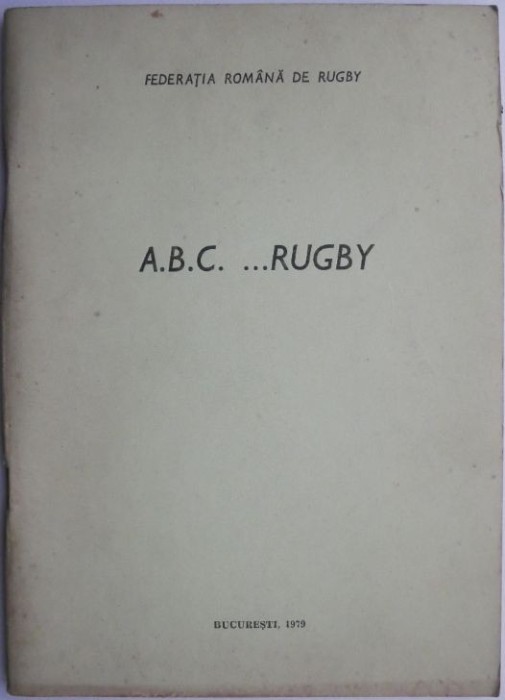 FEDERAȚIA ROMÂNĂ DE RUGBY
A.B.C. ...RUGBY
BUCUREȘTI, 1979